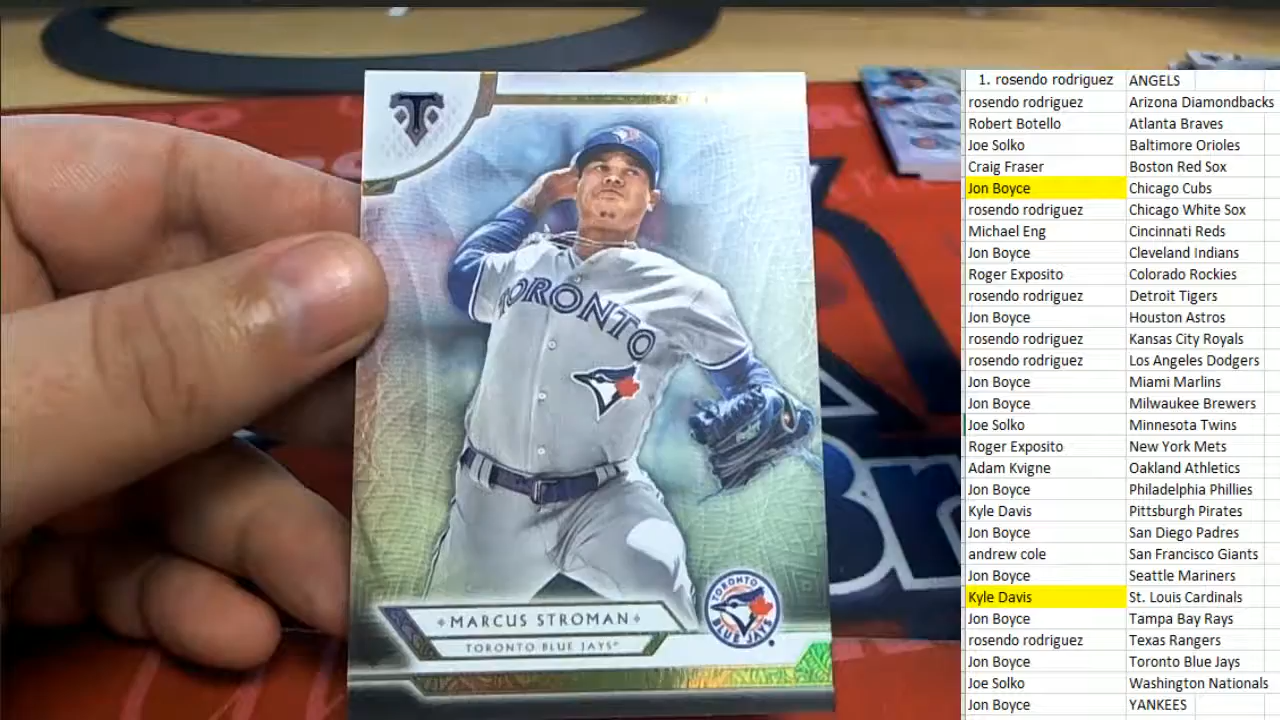 TORONTO
MARCUS STROMAN
TORONTO BLUE JAYS
TORONTO
BLUE JAYS
1. rosendo rodriguez ANGELS
rosendo rodriguez Arizona Diamondbacks
Robert Botello Atlanta Braves
Joe Solko Baltimore Orioles
Craig Fraser Boston Red Sox
Jon Boyce Chicago Cubs
rosendo rodriguez Chicago White Sox
Michael Eng Cincinnati Reds
Jon Boyce Cleveland Indians
Roger Exposito Colorado Rockies
rosendo rodriguez Detroit Tigers
Jon Boyce Houston Astros
rosendo rodriguez Kansas City Royals
rosendo rodriguez Los Angeles Dodgers
Jon Boyce Miami Marlins
Jon Boyce Milwaukee Brewers
Joe Solko Minnesota Twins
Roger Exposito New York Mets
Adam Kvigne Oakland Athletics
Jon Boyce Philadelphia Phillies
Kyle Davis Pittsburgh Pirates
Jon Boyce San Diego Padres
andrew cole San Francisco Giants
Jon Boyce Seattle Mariners
Kyle Davis St. Louis Cardinals
Jon Boyce Tampa Bay Rays
rosendo rodriguez Texas Rangers
Jon Boyce Toronto Blue Jays
Joe Solko Washington Nationals
Jon Boyce YANKEES